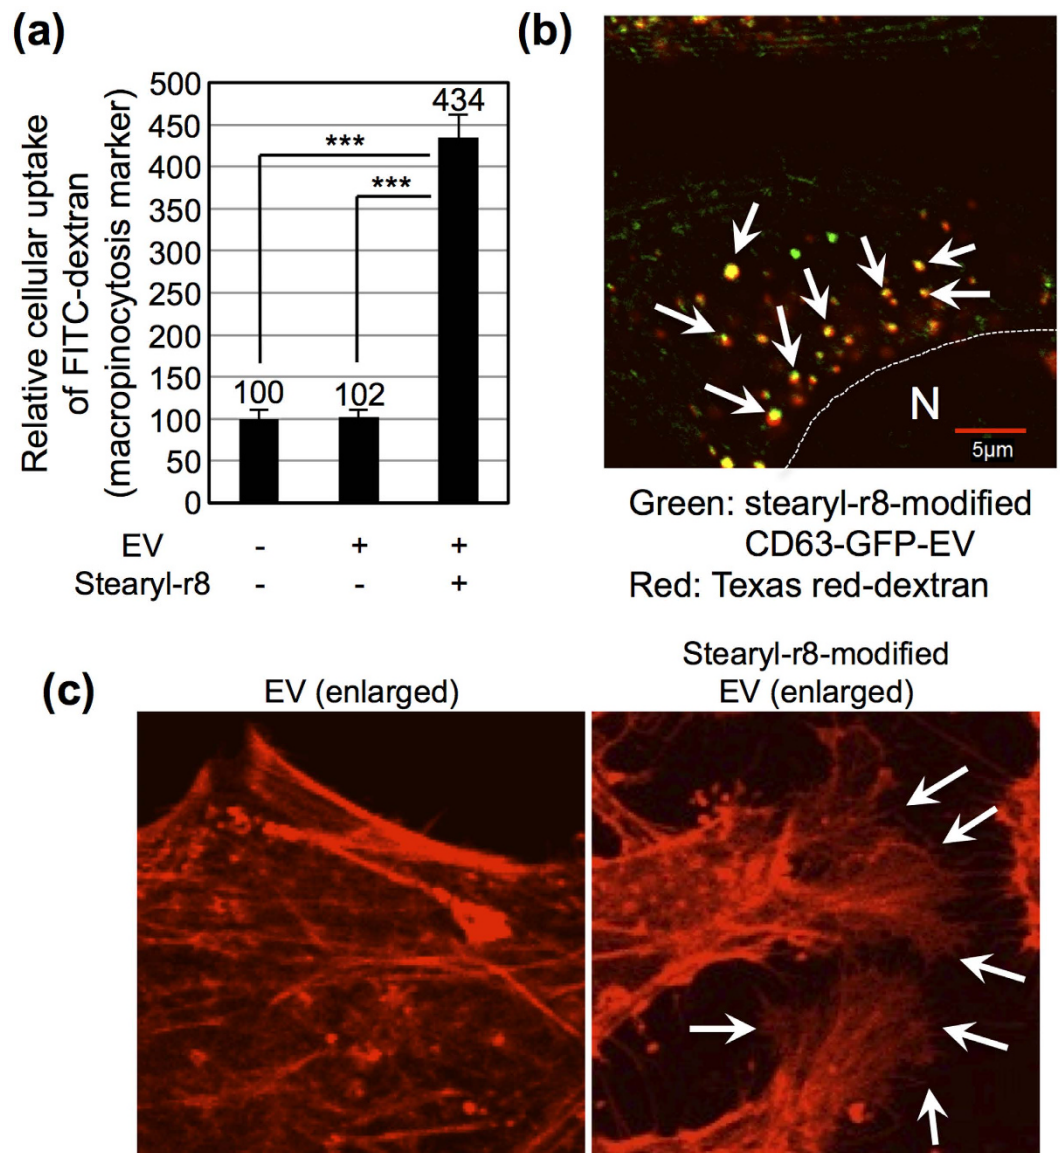 (a)
Relative cellular uptake
of FITC-dextran
(macropinocytosis marker)
500
450
400
350
300
250
200
150
100
50
0
434
***
***
100
102
EV - + +
Stearyl-r8 - - +
(b)
N
5μm
Green: stearyl-r8-modified
CD63-GFP-EV
Red: Texas red-dextran
(c)
EV (enlarged)
Stearyl-r8-modified
EV (enlarged)